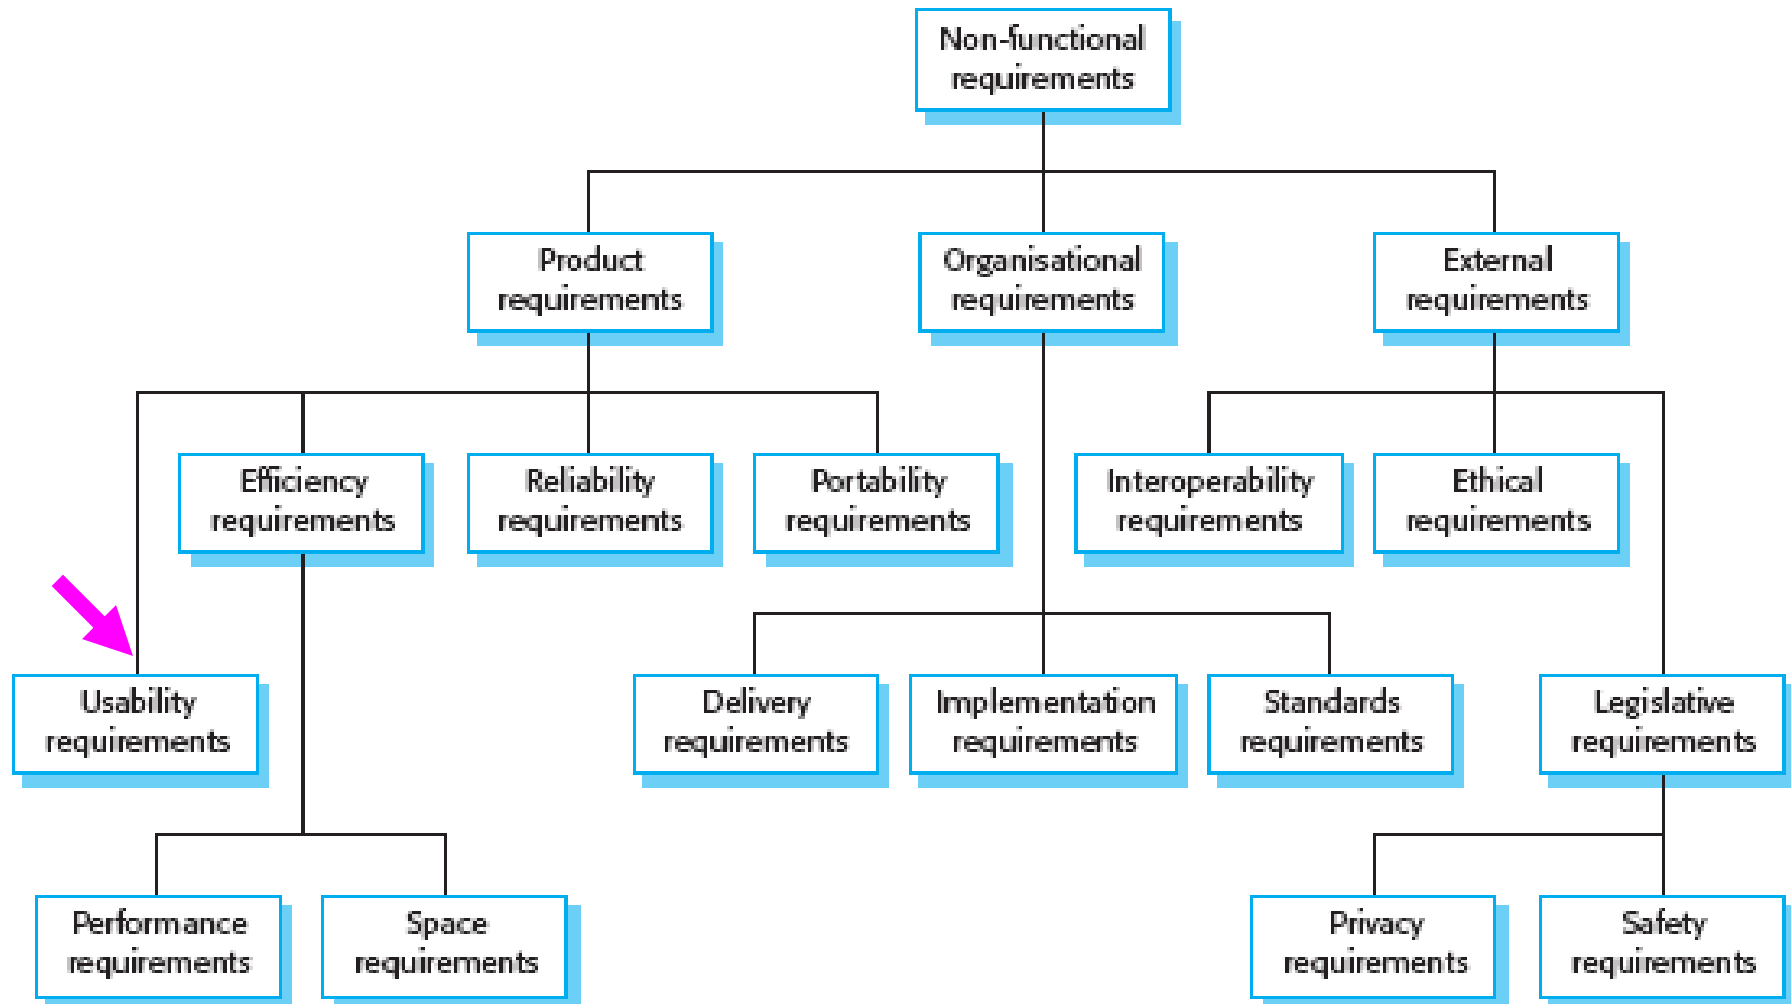 Non-functional
requirements
Product
requirements
Organisational
requirements
External
requirements
Efficiency
requirements
Reliability
requirements
Portability
requirements
Interoperability
requirements
Ethical
requirements
Usability
requirements
Delivery
requirements
Implementation
requirements
Standards
requirements
Legislative
requirements
Performance
requirements
Space
requirements
Privacy
requirements
Safety
requirements